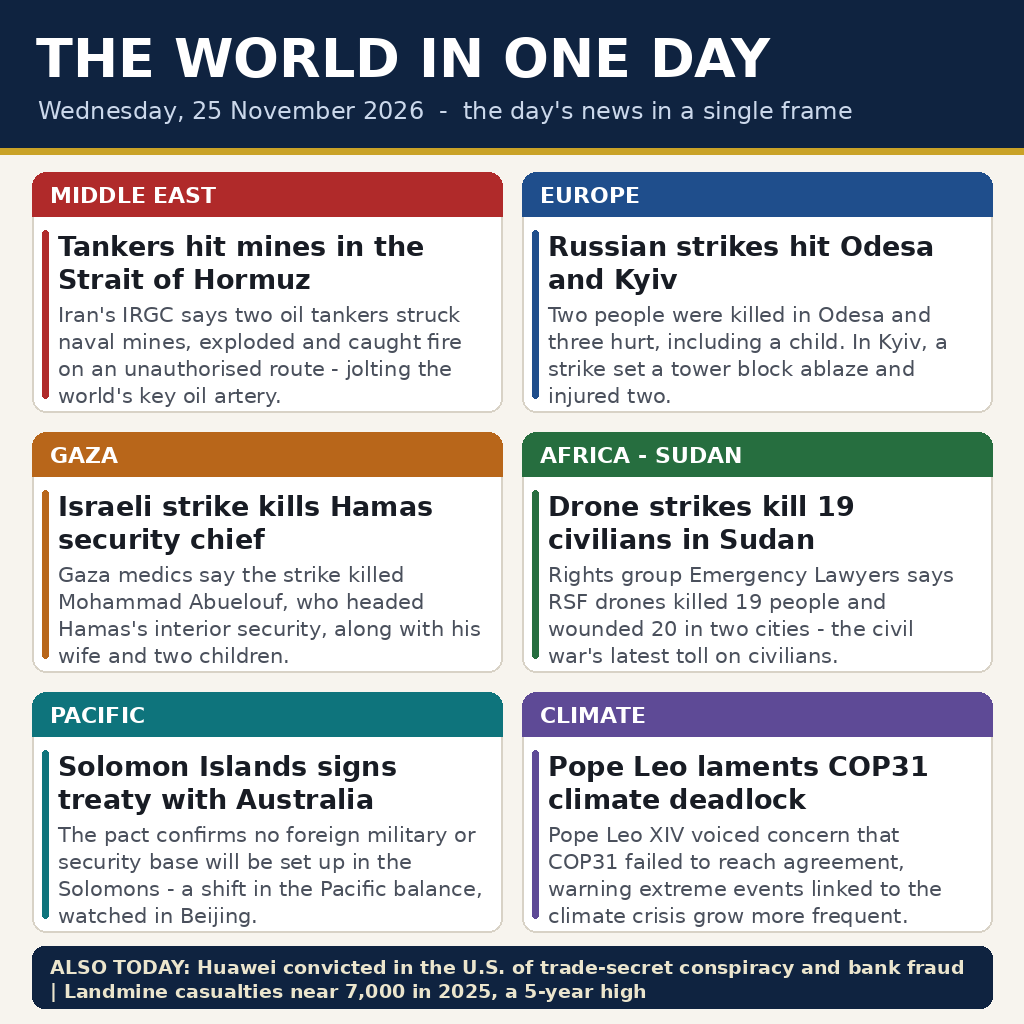 THE WORLD IN ONE DAY
Wednesday, 25 November 2026 - the day's news in a single frame
MIDDLE EAST
Tankers hit mines in the
Strait of Hormuz
Iran's IRGC says two oil tankers struck
naval mines, exploded and caught fire
on an unauthorised route - jolting the
world's key oil artery.
EUROPE
Russian strikes hit Odesa
and Kyiv
Two people were killed in Odesa and
three hurt, including a child. In Kyiv, a
strike set a tower block ablaze and
injured two.
GAZA
Israeli strike kills Hamas
security chief
Gaza medics say the strike killed
Mohammad Abuelouf, who headed
Hamas's interior security, along with his
wife and two children.
AFRICA - SUDAN
Drone strikes kill 19
civilians in Sudan
Rights group Emergency Lawyers says
RSF drones killed 19 people and
wounded 20 in two cities - the civil
war's latest toll on civilians.
PACIFIC
Solomon Islands signs
treaty with Australia
The pact confirms no foreign military or
security base will be set up in the
Solomons - a shift in the Pacific balance,
watched in Beijing.
CLIMATE
Pope Leo laments COP31
climate deadlock
Pope Leo XIV voiced concern that
COP31 failed to reach agreement,
warning extreme events linked to the
climate crisis grow more frequent.
ALSO TODAY: Huawei convicted in the U.S. of trade-secret conspiracy and bank fraud
| Landmine casualties near 7,000 in 2025, a 5-year high